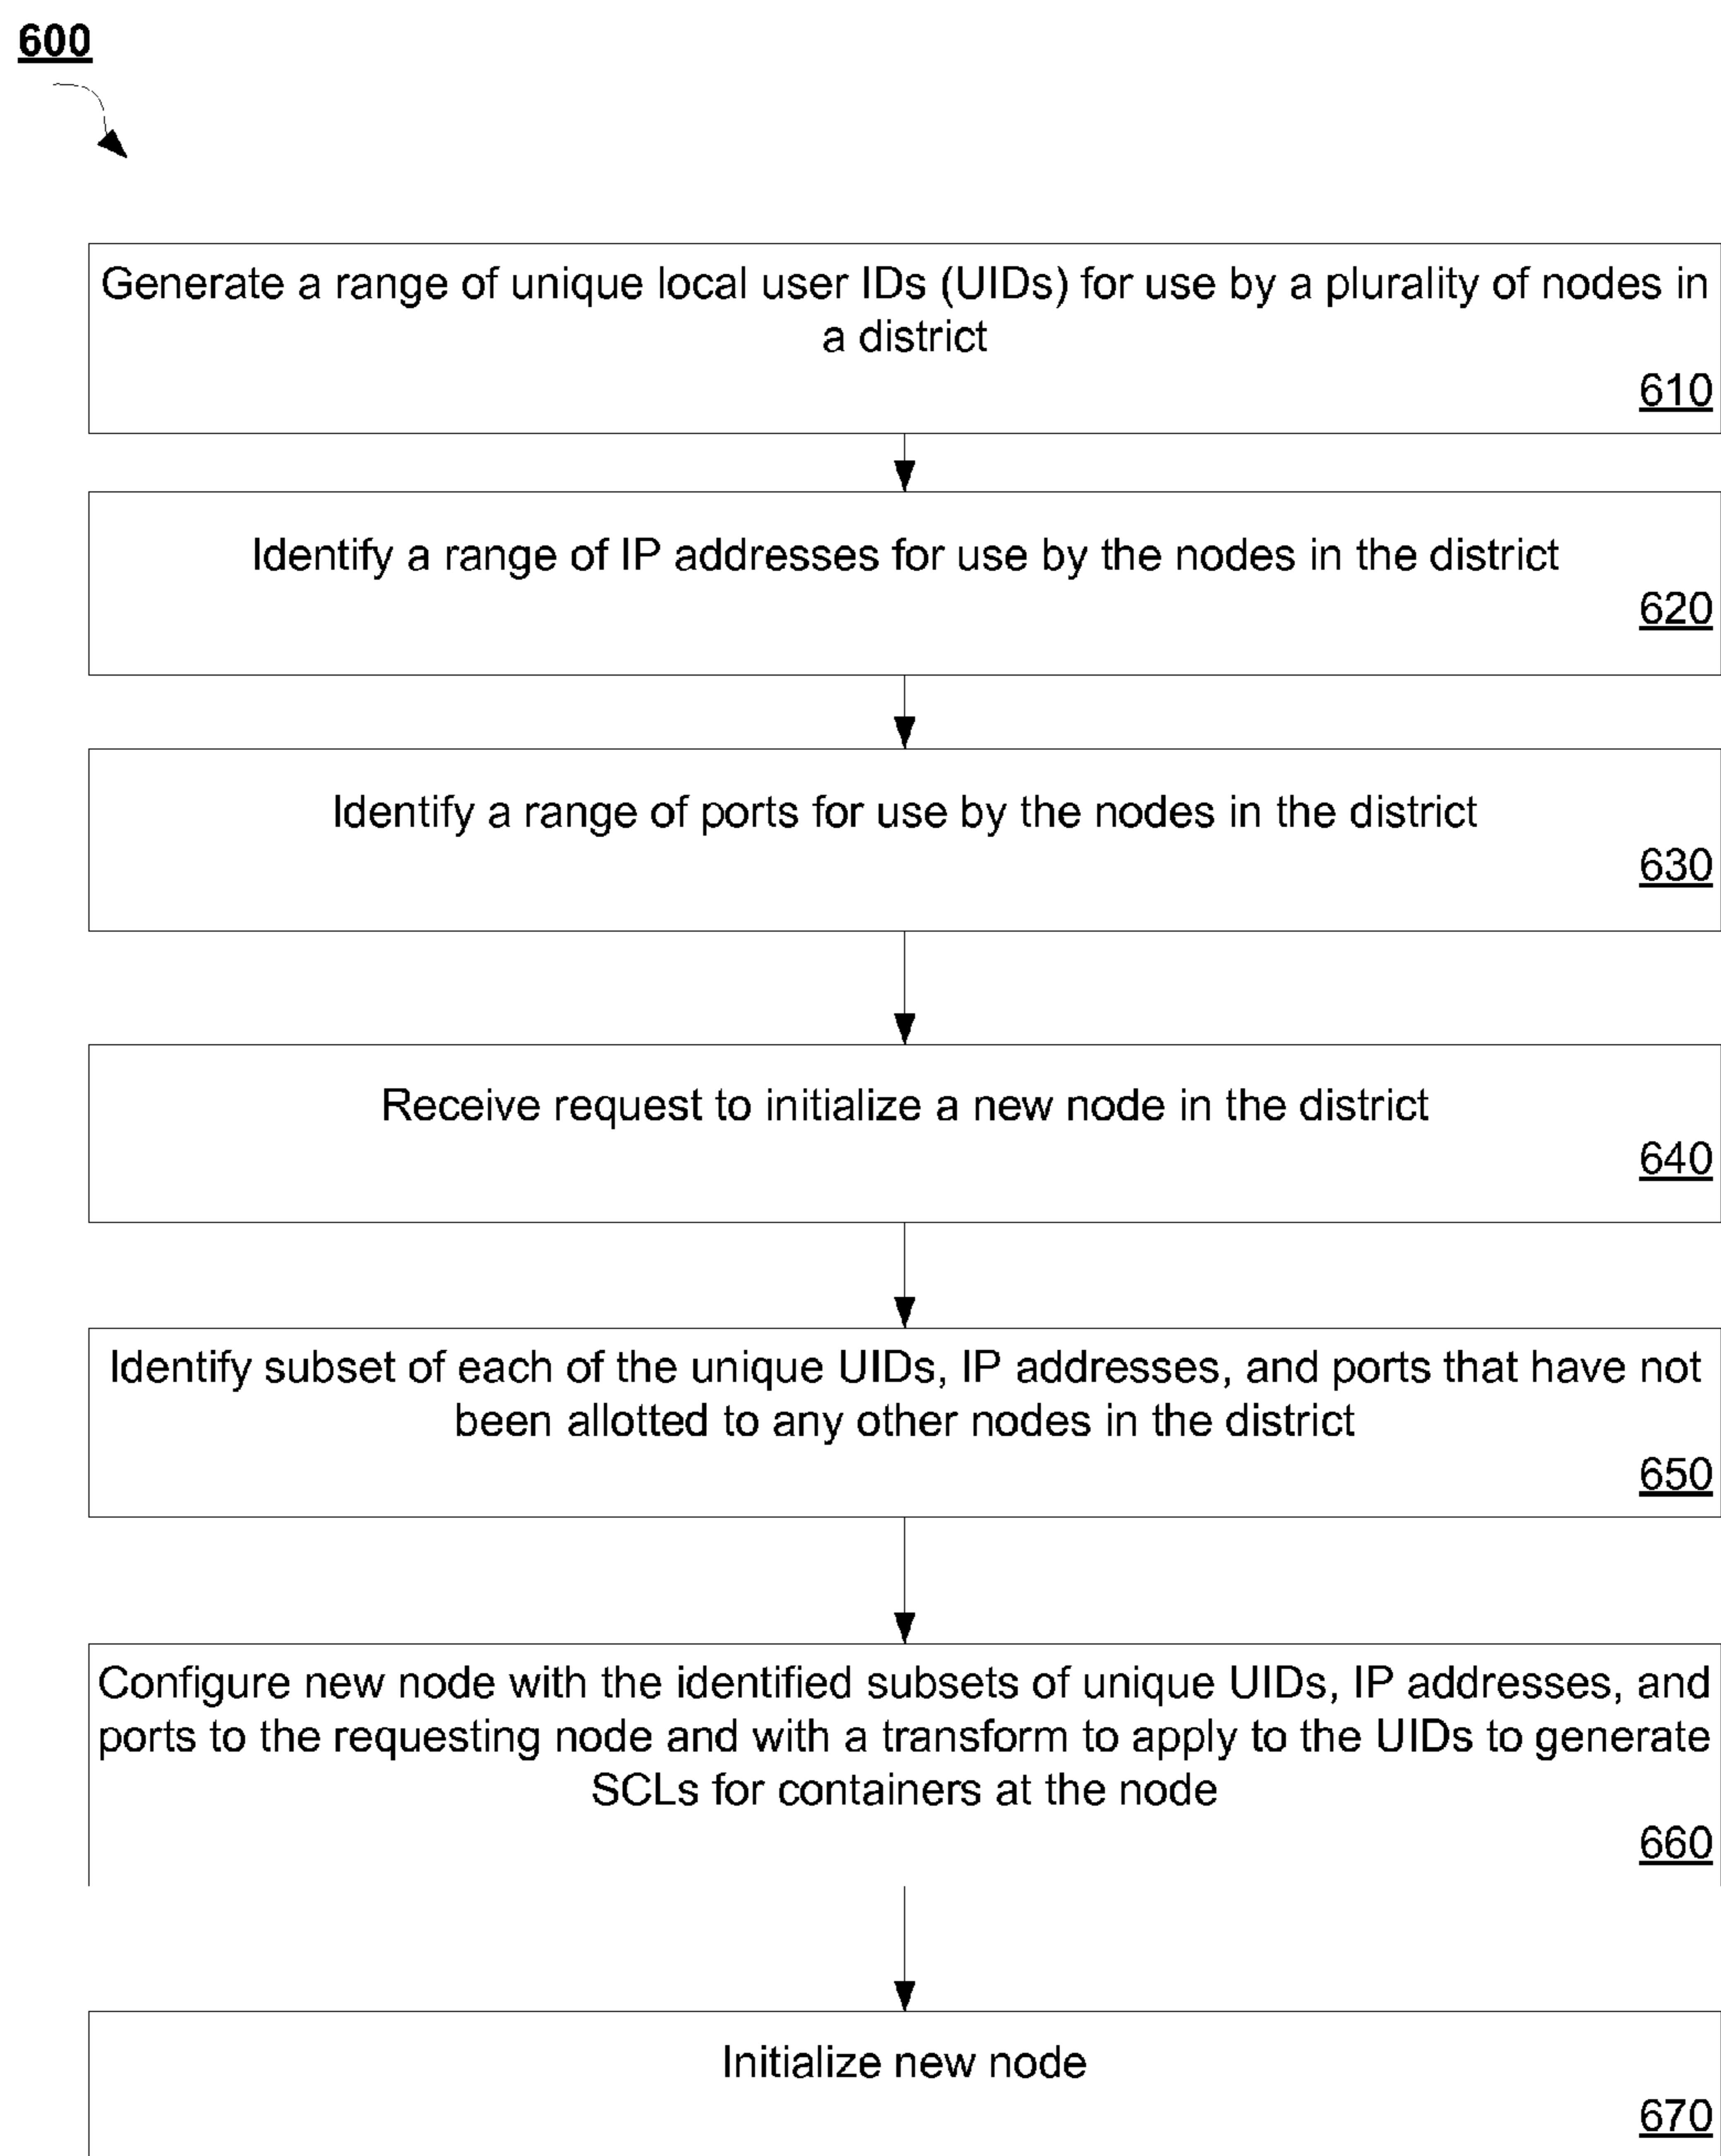 600
Generate a range of unique local user IDs (UIDs) for use by a plurality of nodes in
a district
610
Identify a range of IP addresses for use by the nodes in the district
620
Identify a range of ports for use by the nodes in the district
630
Receive request to initialize a new node in the district
640
Identify subset of each of the unique UIDs, IP addresses, and ports that have not
been allotted to any other nodes in the district
650
Configure new node with the identified subsets of unique UIDs, IP addresses, and
ports to the requesting node and with a transform to apply to the UIDs to generate
SCLs for containers at the node
660
Initialize new node
670